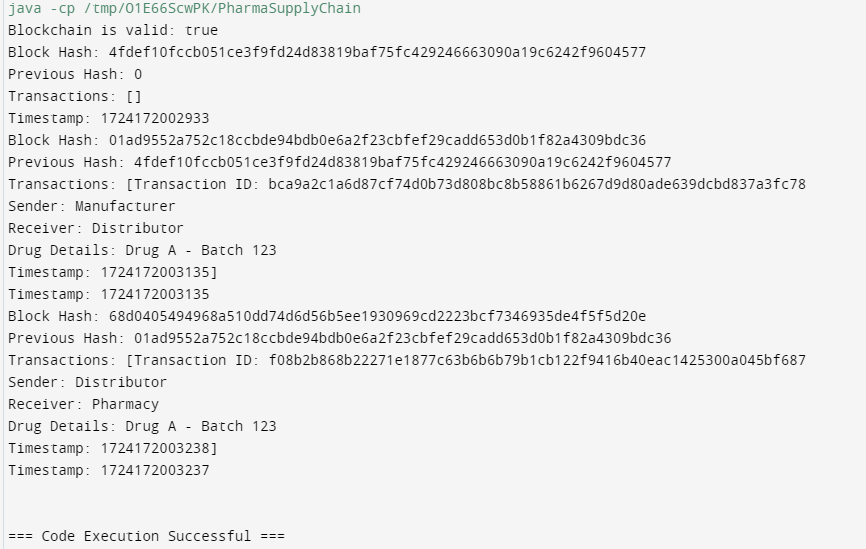 java -cp /tmp/O1E66ScwPK/PharmaSupplyChain
Blockchain is valid: true
Block Hash: 4fdef10fccb051ce3f9fd24d83819baf75fc429246663090a19c6242f9604577
Previous Hash: 0
Transactions: []
Timestamp: 1724172002933
Block Hash: 01ad9552a752c18ccbde94bdb0e6a2f23cbfef29cadd653d0b1f82a4309bdc36
Previous Hash: 4fdef10fccb051ce3f9fd24d83819baf75fc429246663090a19c6242f9604577
Transactions: [Transaction ID: bca9a2c1a6d87cf74d0b73d808bc8b58861b6267d9d80ade639dcbd837a3fc78
Sender: Manufacturer
Receiver: Distributor
Drug Details: Drug A - Batch 123
Timestamp: 1724172003135]
Timestamp: 1724172003135
Block Hash: 68d0405494968a510dd74d6d56b5ee1930969cd2223bcf7346935de4f5f5d20e
Previous Hash: 01ad9552a752c18ccbde94bdb0e6a2f23cbfef29cadd653d0b1f82a4309bdc36
Transactions: [Transaction ID: f08b2b868b22271e1877c63b6b6b79b1cb122f9416b40eac1425300a045bf687
Sender: Distributor
Receiver: Pharmacy
Drug Details: Drug A - Batch 123
Timestamp: 1724172003238]
Timestamp: 1724172003237
=== Code Execution Successful ===